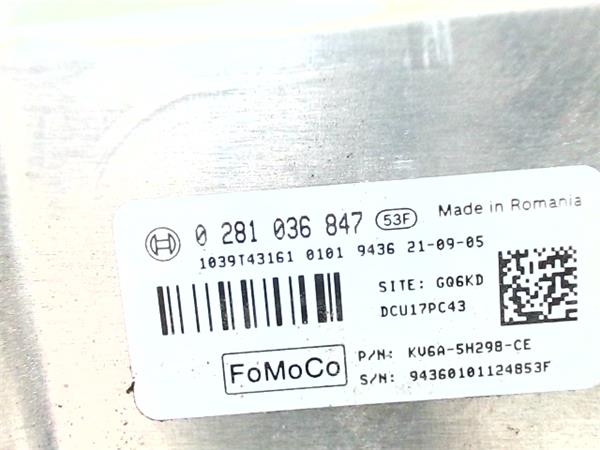 0 281 036 847 53F Made in Romania
1039T43161 0101 9436 21-09-05
SITE: GQ6KD
DCU17PC43
FoMoCo
P/N: KV6A-5H298-CE
S/N: 94360101124853F